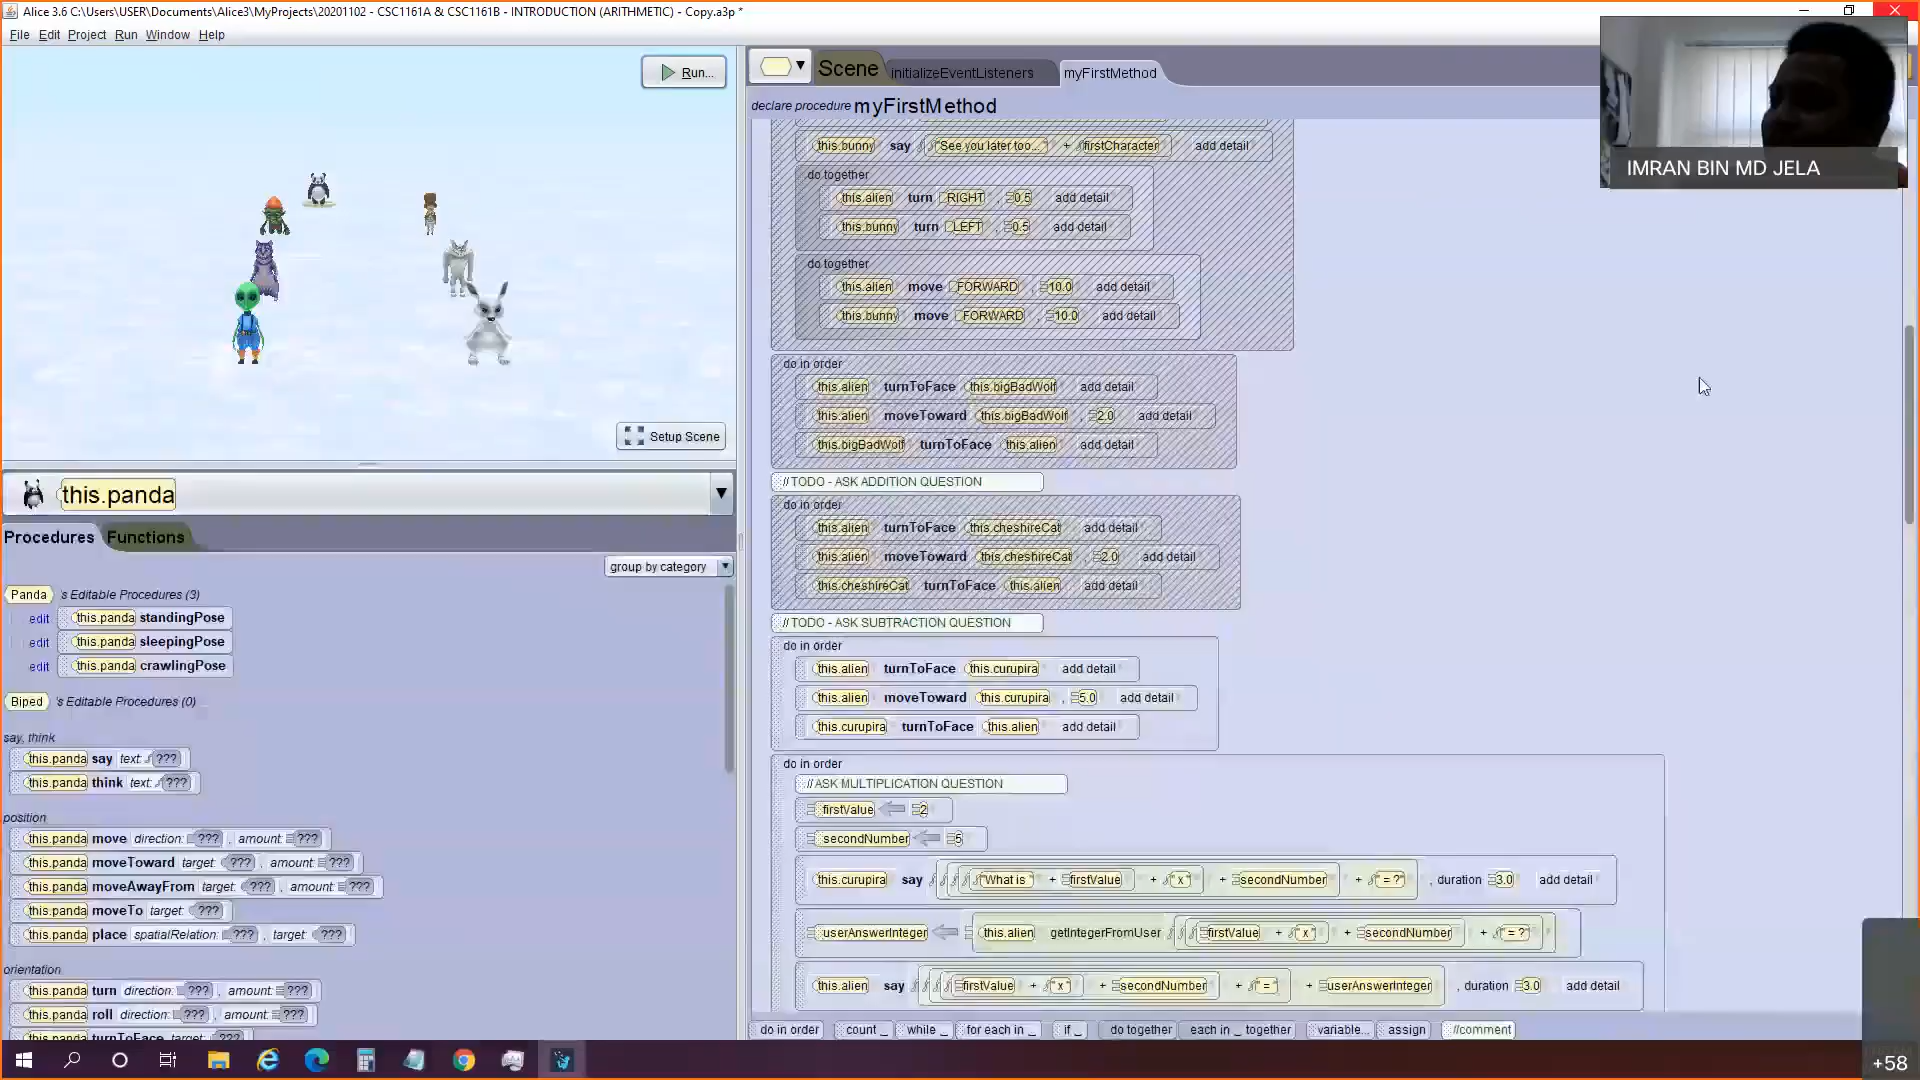 Alice 3.6 C:\Users\USER\Documents\Alice3\MyProjects\20201102 - CSC1161A & CSC1161B - INTRODUCTION (ARITHMETIC) - Copy.a3p *
File Edit Project Run Window Help
Run...
Setup Scene
this.panda
Procedures Functions
group by category
Panda 's Editable Procedures (3)
edit this.panda standingPose
edit this.panda sleepingPose
edit this.panda crawlingPose
Biped 's Editable Procedures (0)
say, think
this.panda say text: ???
this.panda think text: ???
position
this.panda move direction: ??? , amount: ???
this.panda moveToward target: ??? , amount: ???
this.panda moveAwayFrom target: ??? , amount: ???
this.panda moveTo target: ???
this.panda place spatialRelation: ??? , target: ???
orientation
this.panda turn direction: ??? , amount: ???
this.panda roll direction: ??? , amount: ???
this.panda turnToFace target: ???
Scene initializeEventListeners myFirstMethod
declare procedure myFirstMethod
this.bunny say "See you later too..." + firstCharacter add detail
do together
this.alien turn RIGHT , 0.5 add detail
this.bunny turn LEFT , 0.5 add detail
do together
this.alien move FORWARD , 10.0 add detail
this.bunny move FORWARD , 10.0 add detail
do in order
this.alien turnToFace this.bigBadWolf add detail
this.alien moveToward this.bigBadWolf , 2.0 add detail
this.bigBadWolf turnToFace this.alien add detail
//TODO - ASK ADDITION QUESTION
do in order
this.alien turnToFace this.cheshireCat add detail
this.alien moveToward this.cheshireCat , 2.0 add detail
this.cheshireCat turnToFace this.alien add detail
//TODO - ASK SUBTRACTION QUESTION
do in order
this.alien turnToFace this.curupira add detail
this.alien moveToward this.curupira , 5.0 add detail
this.curupira turnToFace this.alien add detail
do in order
//ASK MULTIPLICATION QUESTION
firstValue 2
secondNumber 5
this.curupira say "What is " + firstValue + " x " + secondNumber + " = ?" , duration 3.0 add detail
userAnswerInteger this.alien getIntegerFromUser firstValue + " x " + secondNumber + " = ?"
this.alien say firstValue + " x " + secondNumber + " = " + userAnswerInteger , duration 3.0 add detail
do in order count _ while _ for each in _ if _ do together each in _ together variable... assign //comment
IMRAN BIN MD JELA
+58